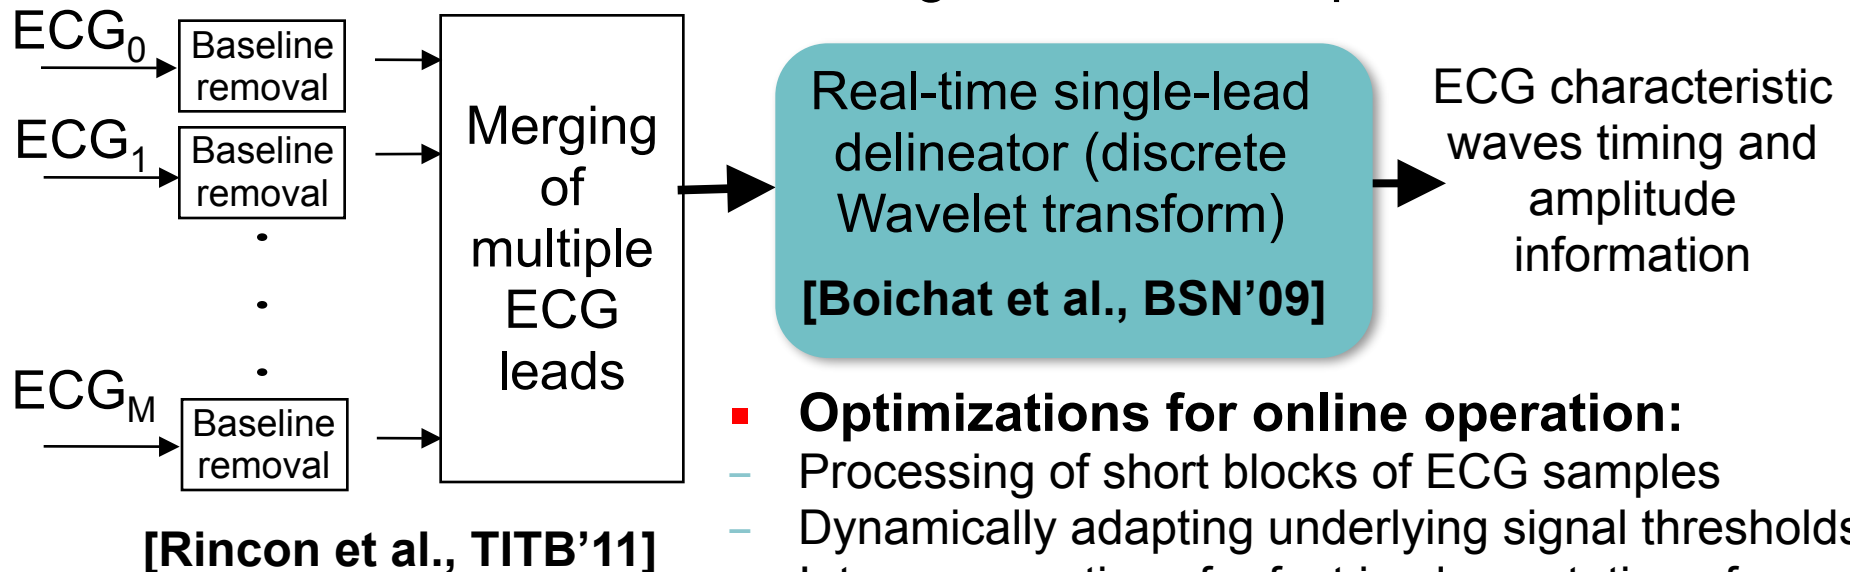 ECG0
Baseline
removal
ECG1
Baseline
removal
ECGM
Baseline
removal
Merging
of
multiple
ECG
leads
[Rincon et al., TITB’11]
Real-time single-lead
delineator (discrete
Wavelet transform)
[Boichat et al., BSN’09]
ECG characteristic
waves timing and
amplitude
information
Optimizations for online operation:
– Processing of short blocks of ECG samples
– Dynamically adapting underlying signal thresholds